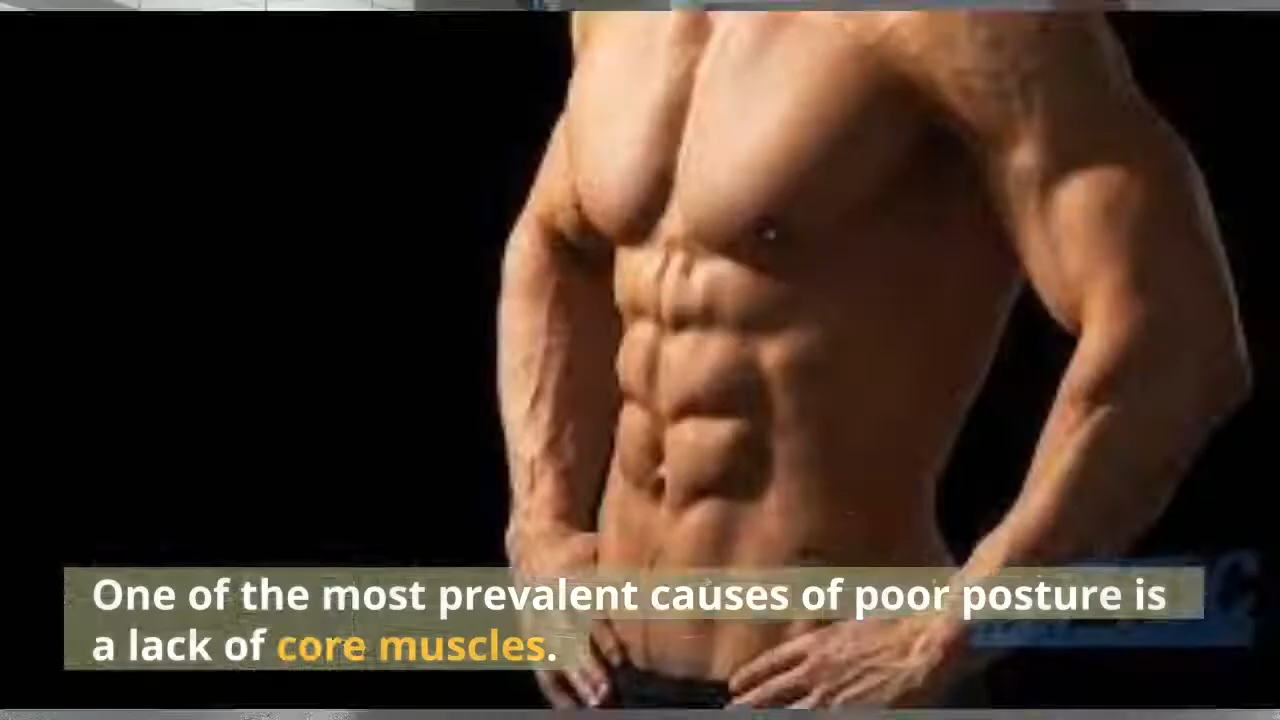 One of the most prevalent causes of poor posture is
a lack of core muscles.